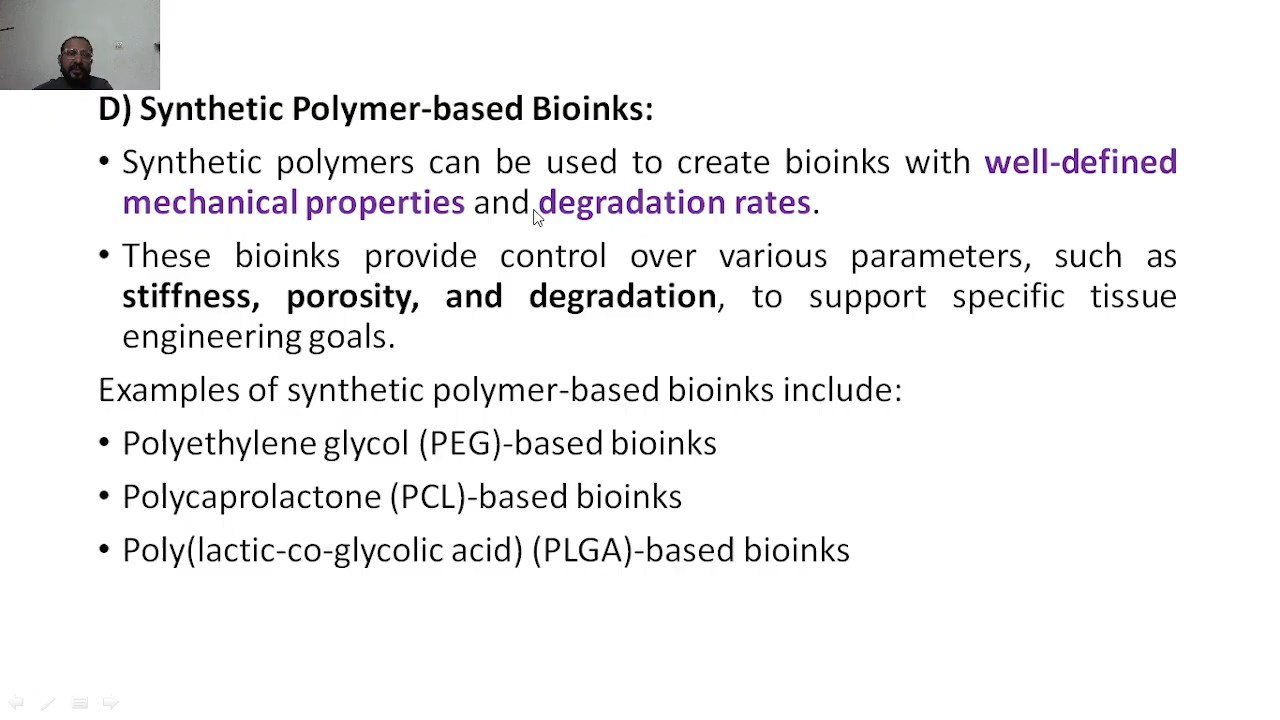 D) Synthetic Polymer-based Bioinks:
• Synthetic polymers can be used to create bioinks with well-defined
mechanical properties and degradation rates.
• These bioinks provide control over various parameters, such as
stiffness, porosity, and degradation, to support specific tissue
engineering goals.
Examples of synthetic polymer-based bioinks include:
• Polyethylene glycol (PEG)-based bioinks
• Polycaprolactone (PCL)-based bioinks
• Poly(lactic-co-glycolic acid) (PLGA)-based bioinks